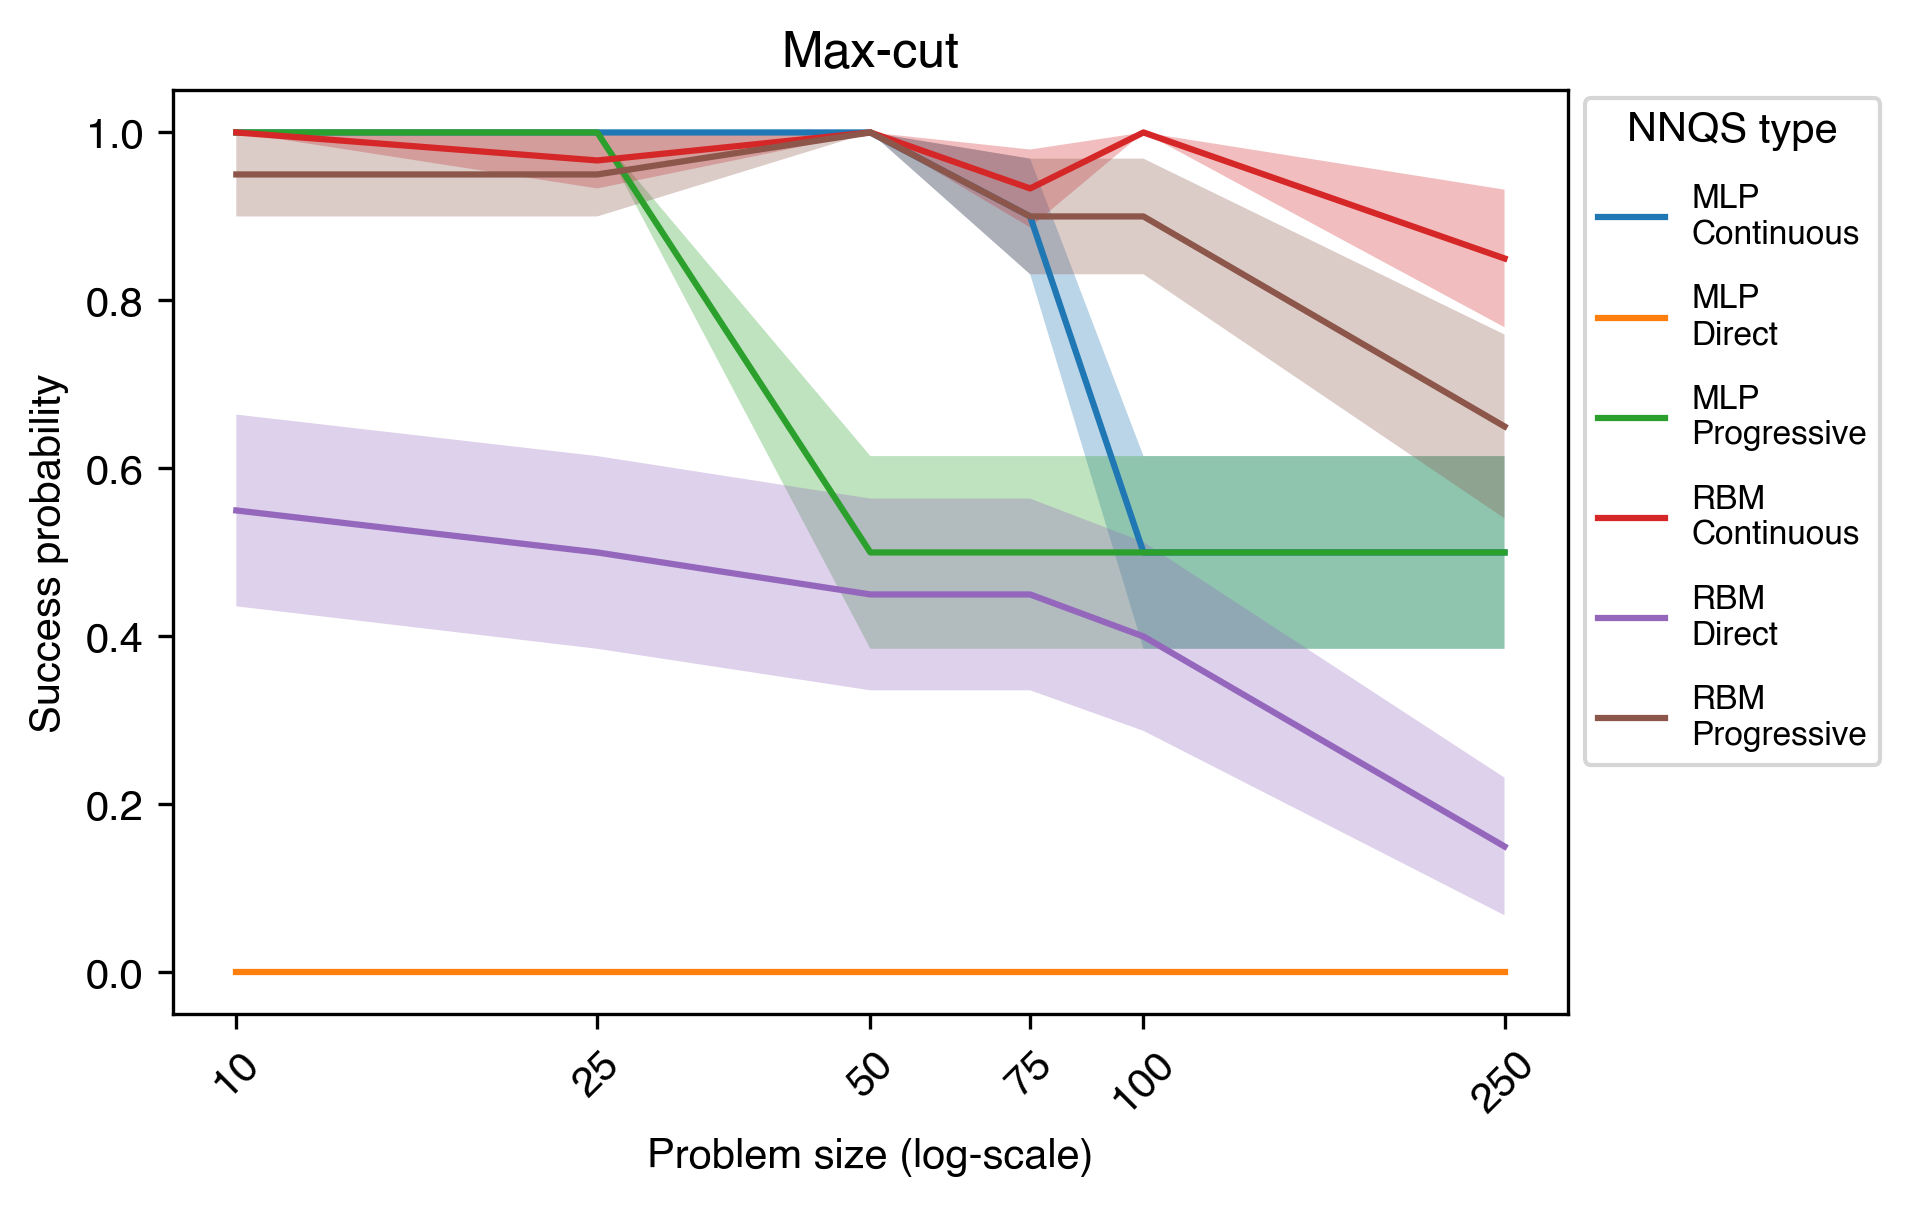 Max-cut
Success probability
1.0
0.8
0.6
0.4
0.2
0.0
10
25
50
75
100
250
Problem size (log-scale)
NNQS type
MLP
Continuous
MLP
Direct
MLP
Progressive
RBM
Continuous
RBM
Direct
RBM
Progressive